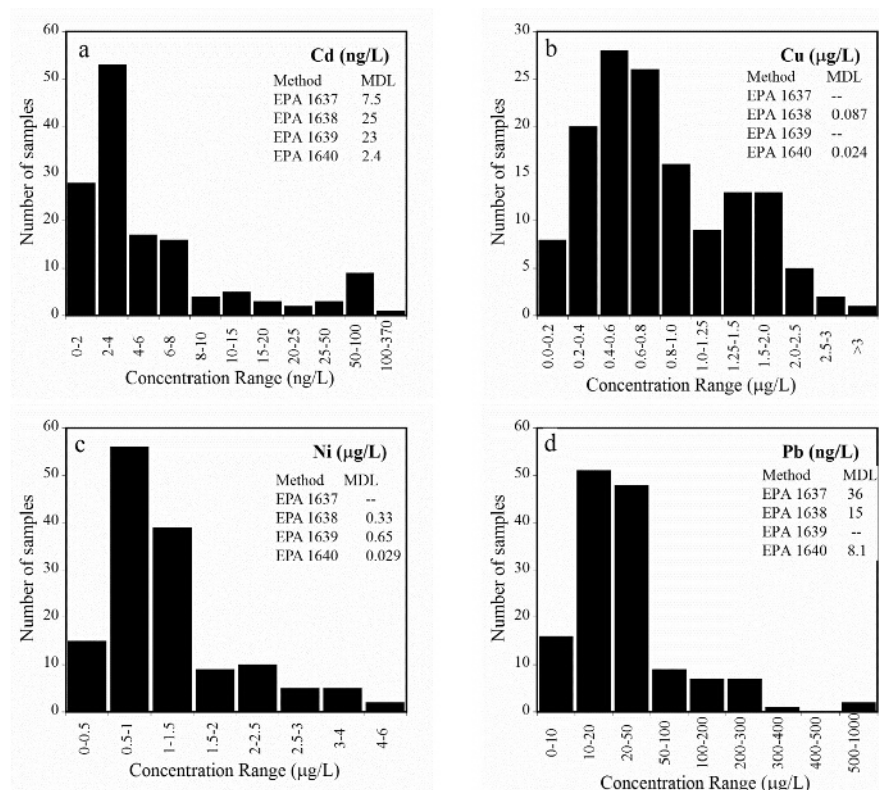 a
Cd (ng/L)
Method MDL
EPA 1637 7.5
EPA 1638 25
EPA 1639 23
EPA 1640 2.4
Number of samples
60
50
40
30
20
10
0
0-2
2-4
4-6
6-8
8-10
10-15
15-20
20-25
25-50
50-100
100-370
Concentration Range (ng/L)
b
Cu (μg/L)
Method MDL
EPA 1637 --
EPA 1638 0.087
EPA 1639 --
EPA 1640 0.024
Number of samples
30
25
20
15
10
5
0
0.0-0.2
0.2-0.4
0.4-0.6
0.6-0.8
0.8-1.0
1.0-1.25
1.25-1.5
1.5-2.0
2.0-2.5
2.5-3
>3
Concentration Range (μg/L)
c
Ni (μg/L)
Method MDL
EPA 1637 --
EPA 1638 0.33
EPA 1639 0.65
EPA 1640 0.029
Number of samples
60
50
40
30
20
10
0
0-0.5
0.5-1
1-1.5
1.5-2
2-2.5
2.5-3
3-4
4-6
Concentration Range (μg/L)
d
Pb (ng/L)
Method MDL
EPA 1637 36
EPA 1638 15
EPA 1639 --
EPA 1640 8.1
Number of samples
60
50
40
30
20
10
0
0-10
10-20
20-50
50-100
100-200
200-300
300-400
400-500
500-1000
Concentration Range (μg/L)